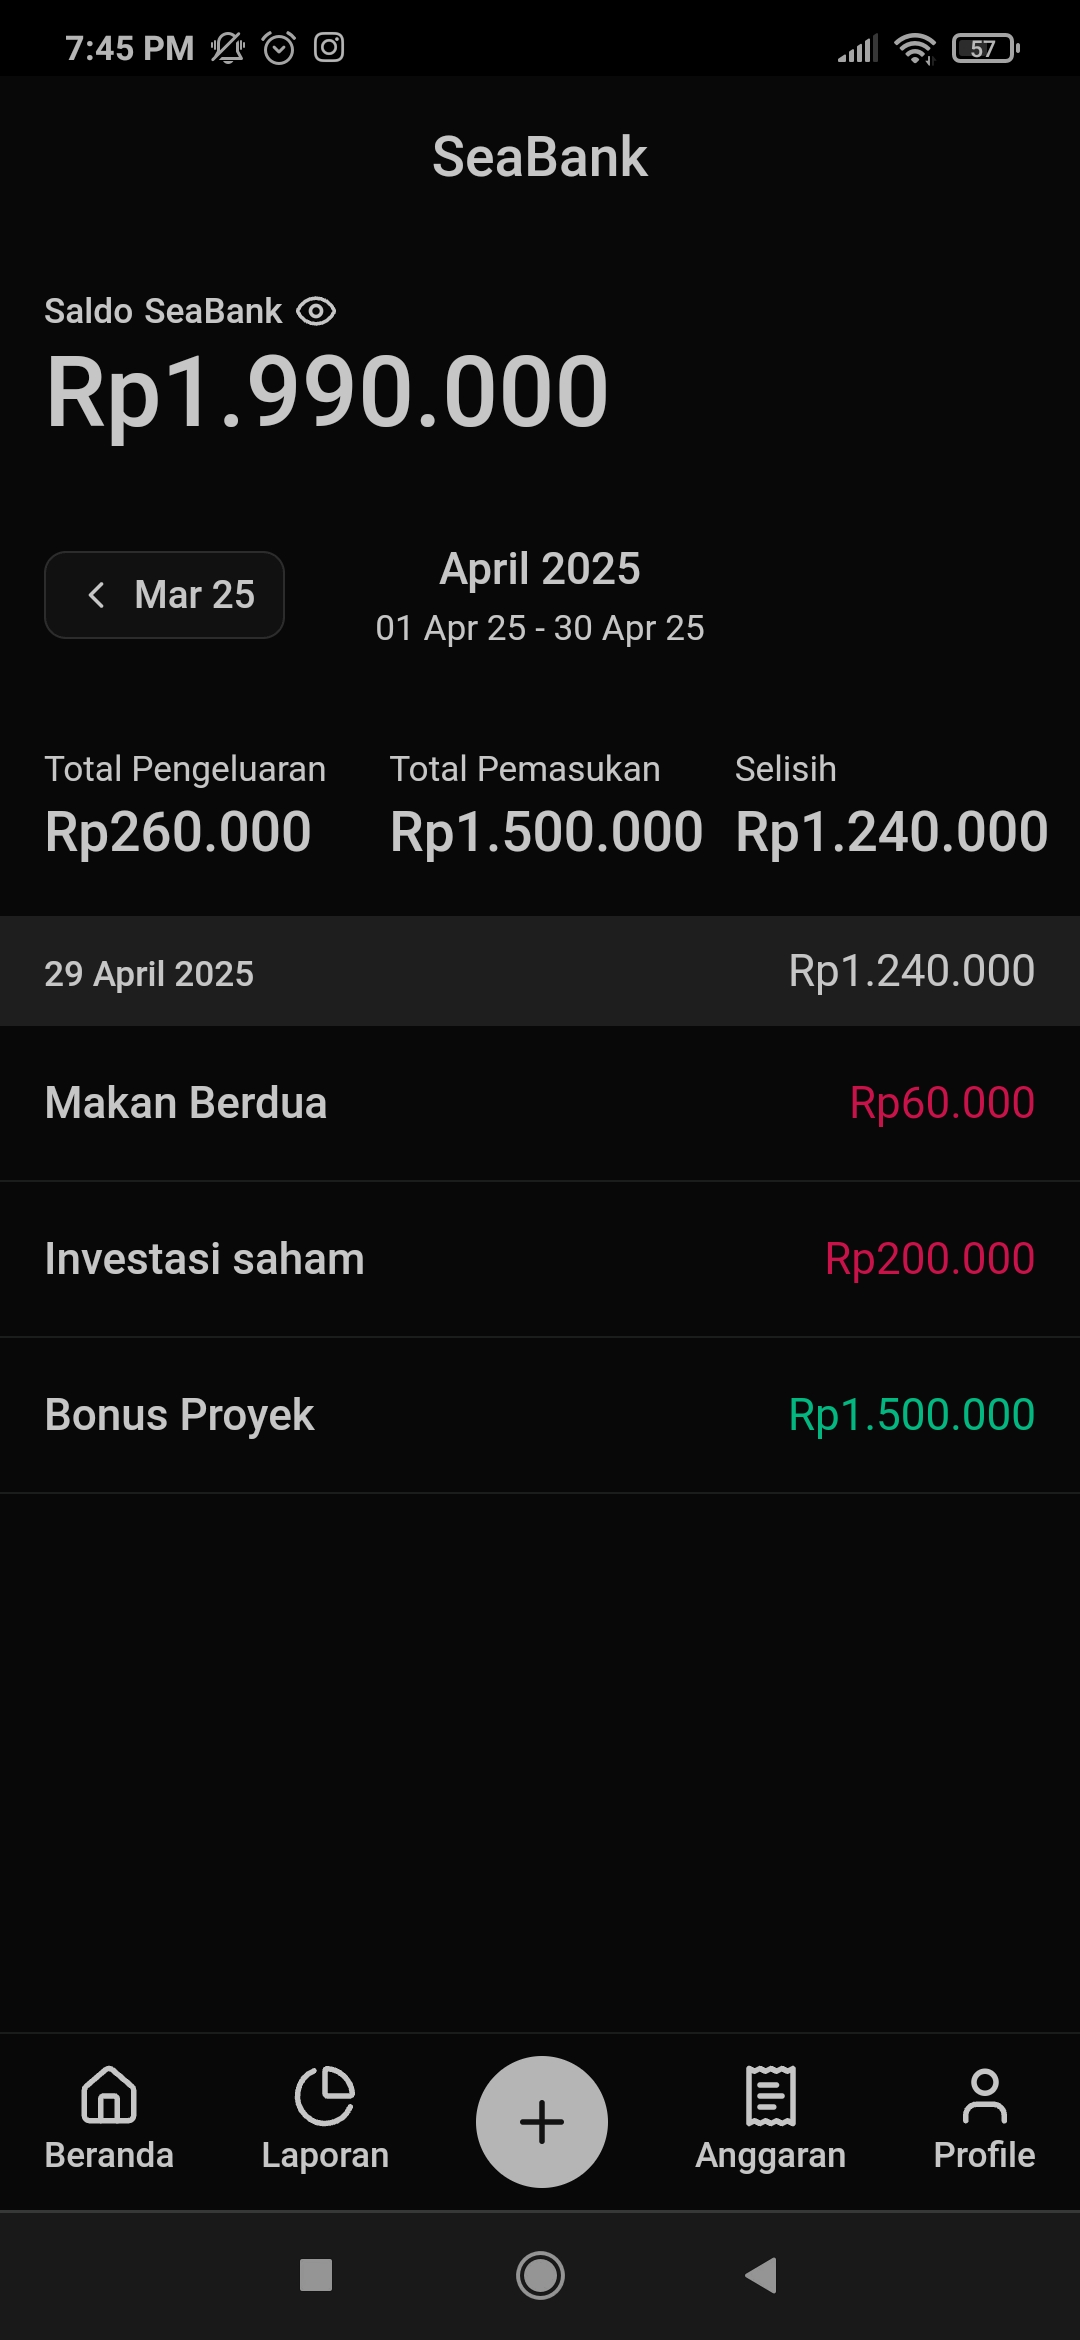 7:45 PM 57
SeaBank
Saldo SeaBank
Rp1.990.000
Mar 25
April 2025
01 Apr 25 - 30 Apr 25
Total Pengeluaran Total Pemasukan Selisih
Rp260.000 Rp1.500.000 Rp1.240.000
29 April 2025 Rp1.240.000
Makan Berdua Rp60.000
Investasi saham Rp200.000
Bonus Proyek Rp1.500.000
Beranda Laporan Anggaran Profile